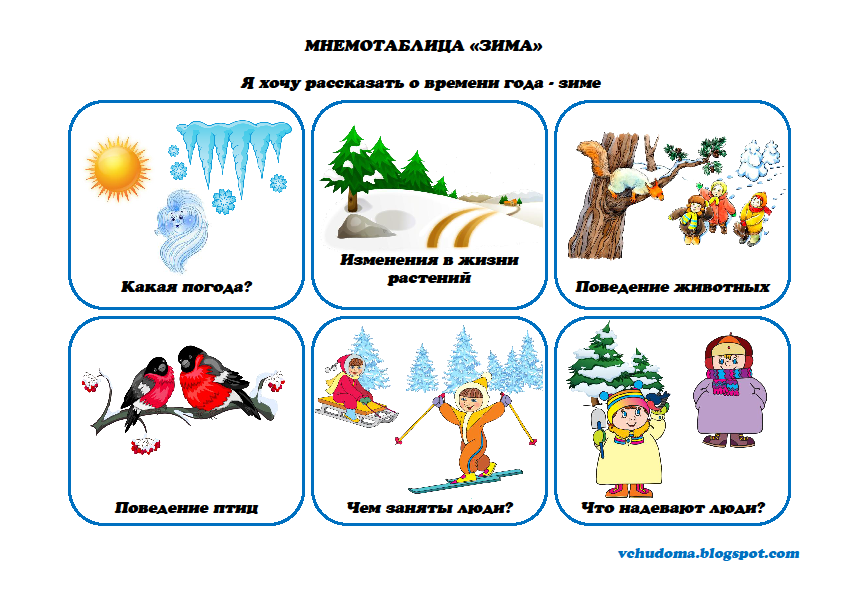 МНЕМОТАБЛИЦА «ЗИМА»
Я хочу рассказать о времени года - зиме
Какая погода?
Изменения в жизни
растений
Поведение животных
Поведение птиц
Чем заняты люди?
Что надевают люди?
vchudoma.blogspot.com